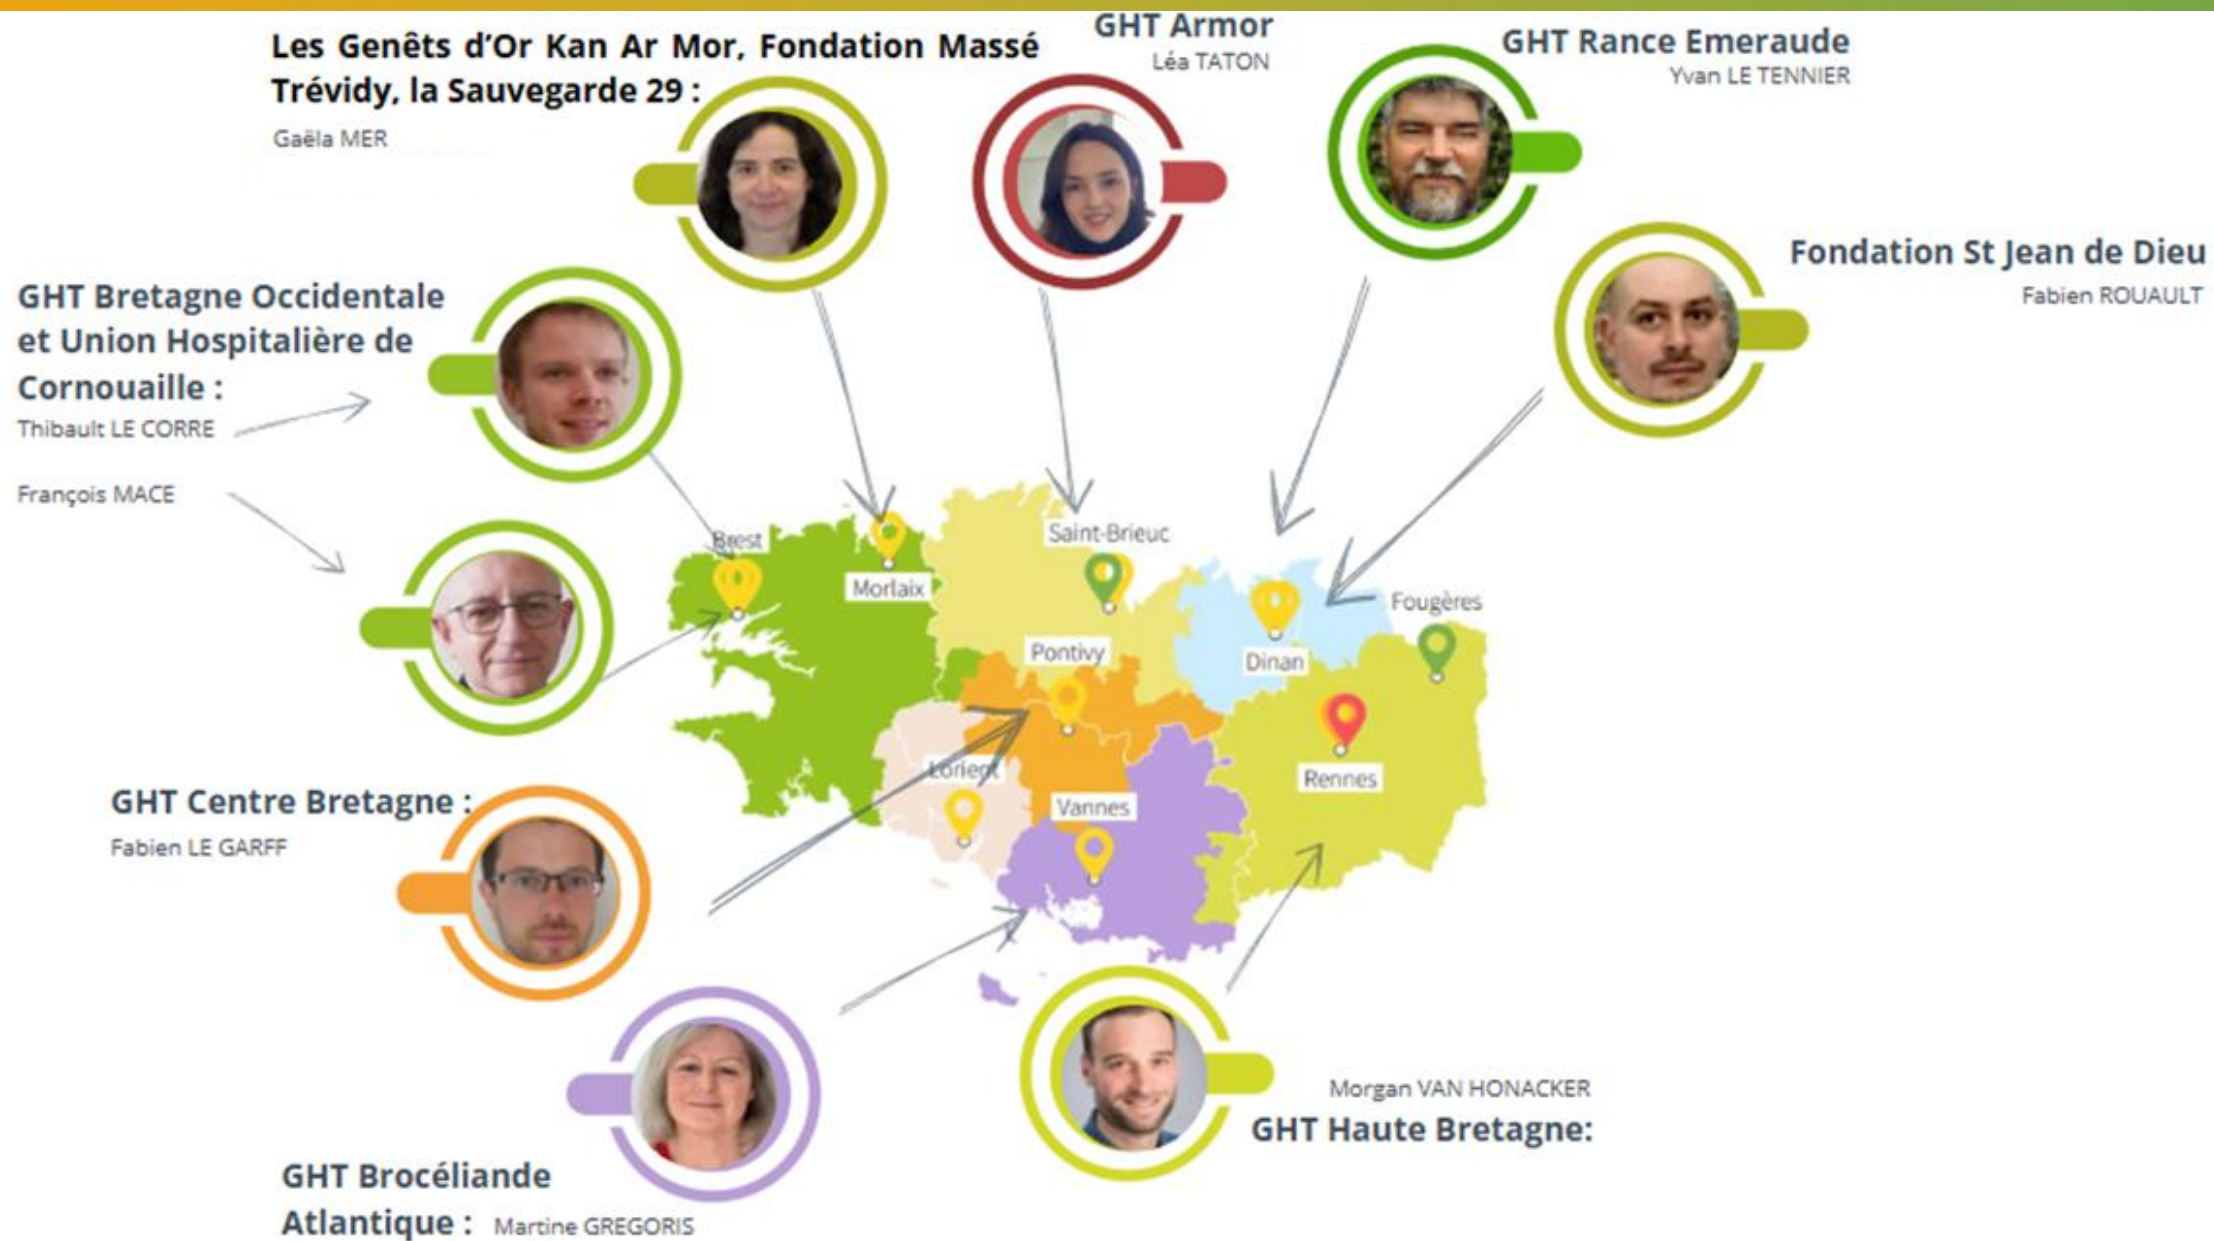 Les Genêts d'Or Kan Ar Mor, Fondation Massé
Trévidy, la Sauvegarde 29 :
Gaëla MER
GHT Armor
Léa TATON
GHT Rance Emeraude
Yvan LE TENNIER
Fondation St Jean de Dieu
Fabien ROUAULT
GHT Bretagne Occidentale
et Union Hospitalière de
Cornouaille :
Thibault LE CORRE
François MACE
Brest
Morlaix
Saint-Brieuc
Fougères
Pontivy
Dinan
Lorient
Rennes
Vannes
GHT Centre Bretagne :
Fabien LE GARFF
Morgan VAN HONACKER
GHT Haute Bretagne:
GHT Brocéliande
Atlantique : Martine GREGORIS